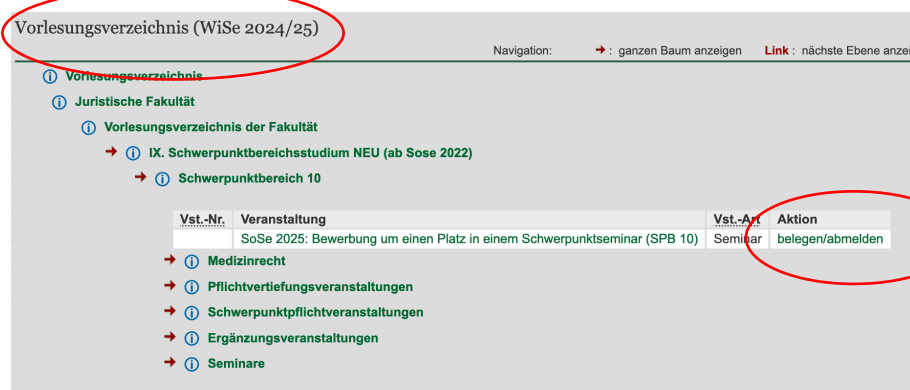 Vorlesungsverzeichnis (WiSe 2024/25)
Navigation: : ganzen Baum anzeigen Link : nächste Ebene anzei
Vorlesungsverzeichnis
Juristische Fakultät
Vorlesungsverzeichnis der Fakultät
IX. Schwerpunktbereichsstudium NEU (ab Sose 2022)
Schwerpunktbereich 10
Vst.-Nr. Veranstaltung Vst.-Art Aktion
SoSe 2025: Bewerbung um einen Platz in einem Schwerpunktseminar (SPB 10) Seminar belegen/abmelden
Medizinrecht
Pflichtvertiefungsveranstaltungen
Schwerpunktpflichtveranstaltungen
Ergänzungsveranstaltungen
Seminare